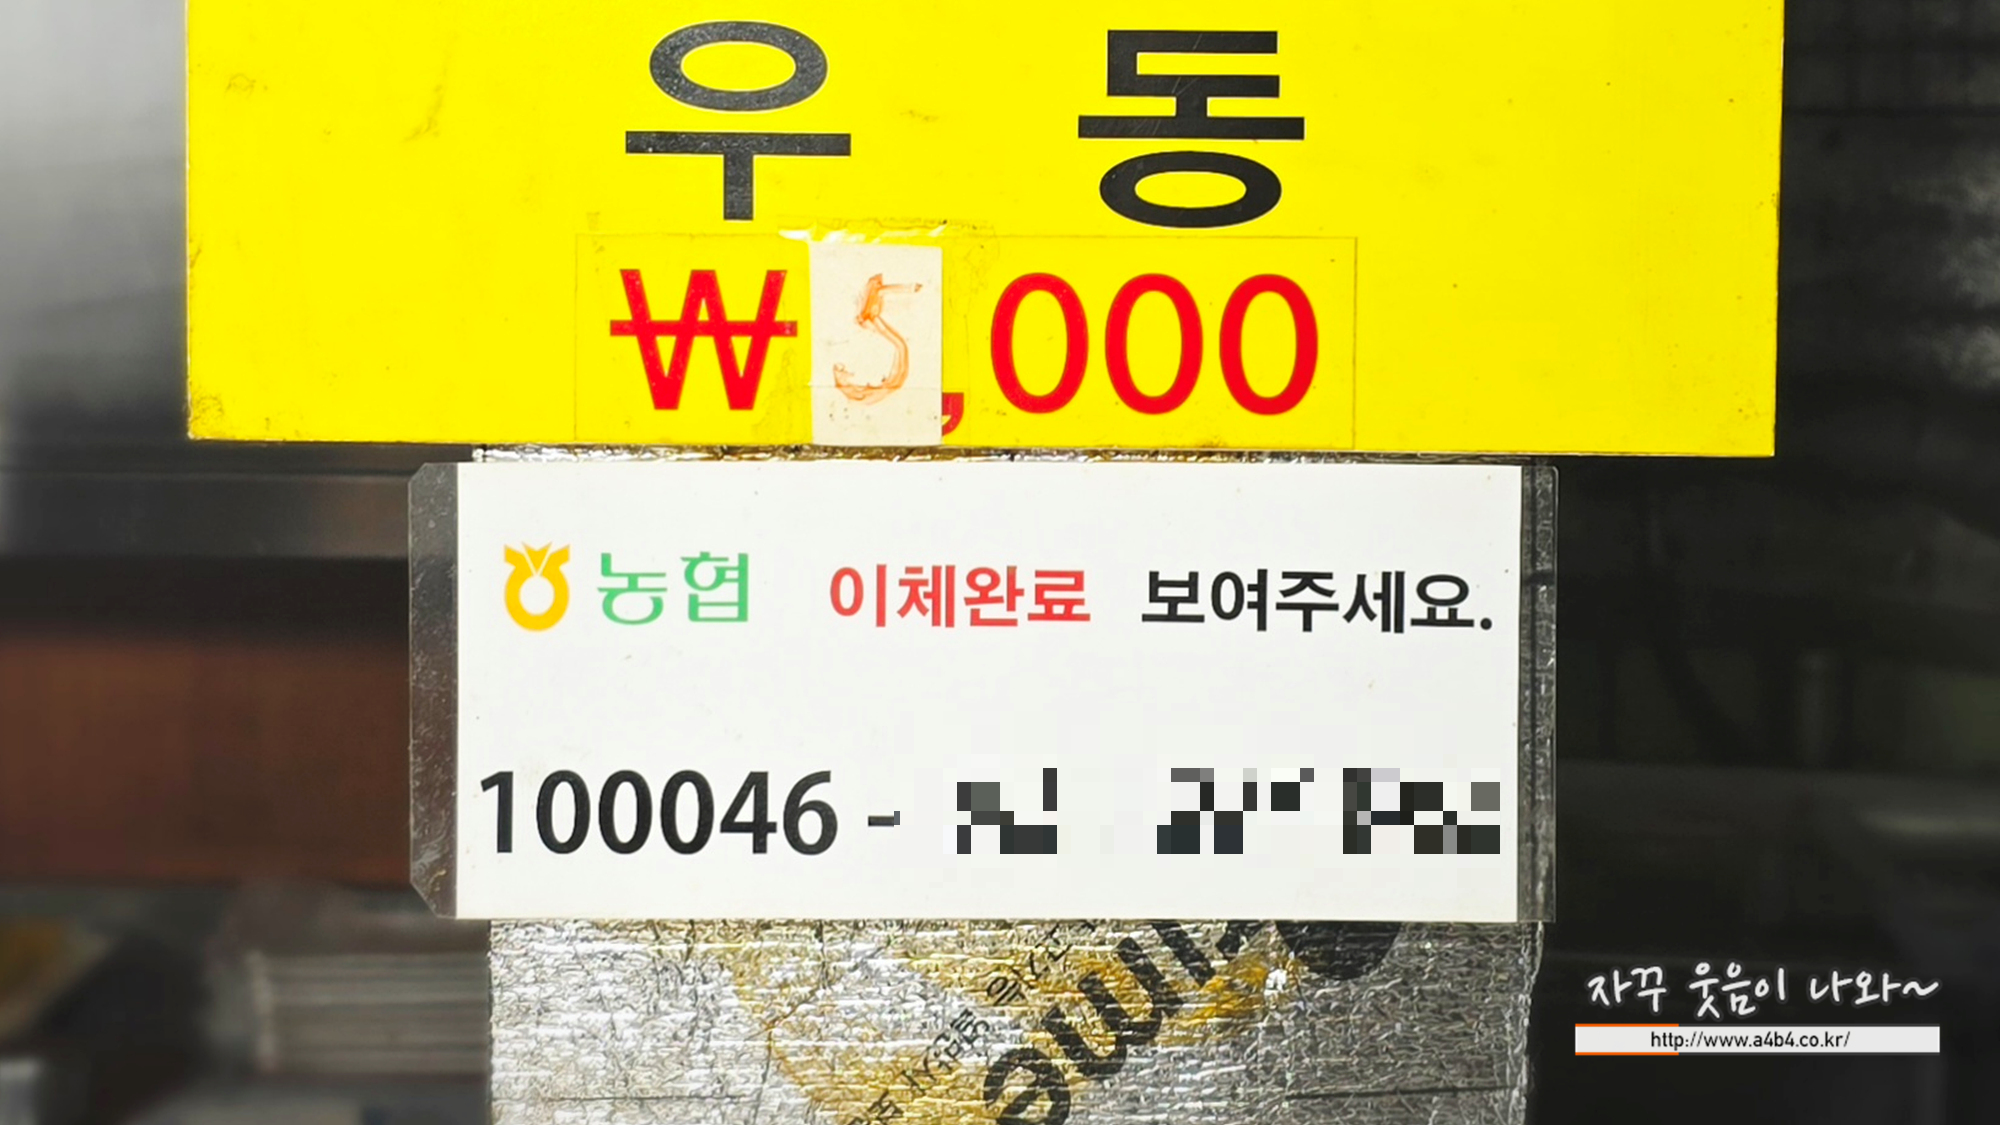 우 동
₩5,000
농협 이체완료 보여주세요.
100046 -
자꾸 웃음이 나와~
http://www.a4b4.co.kr/